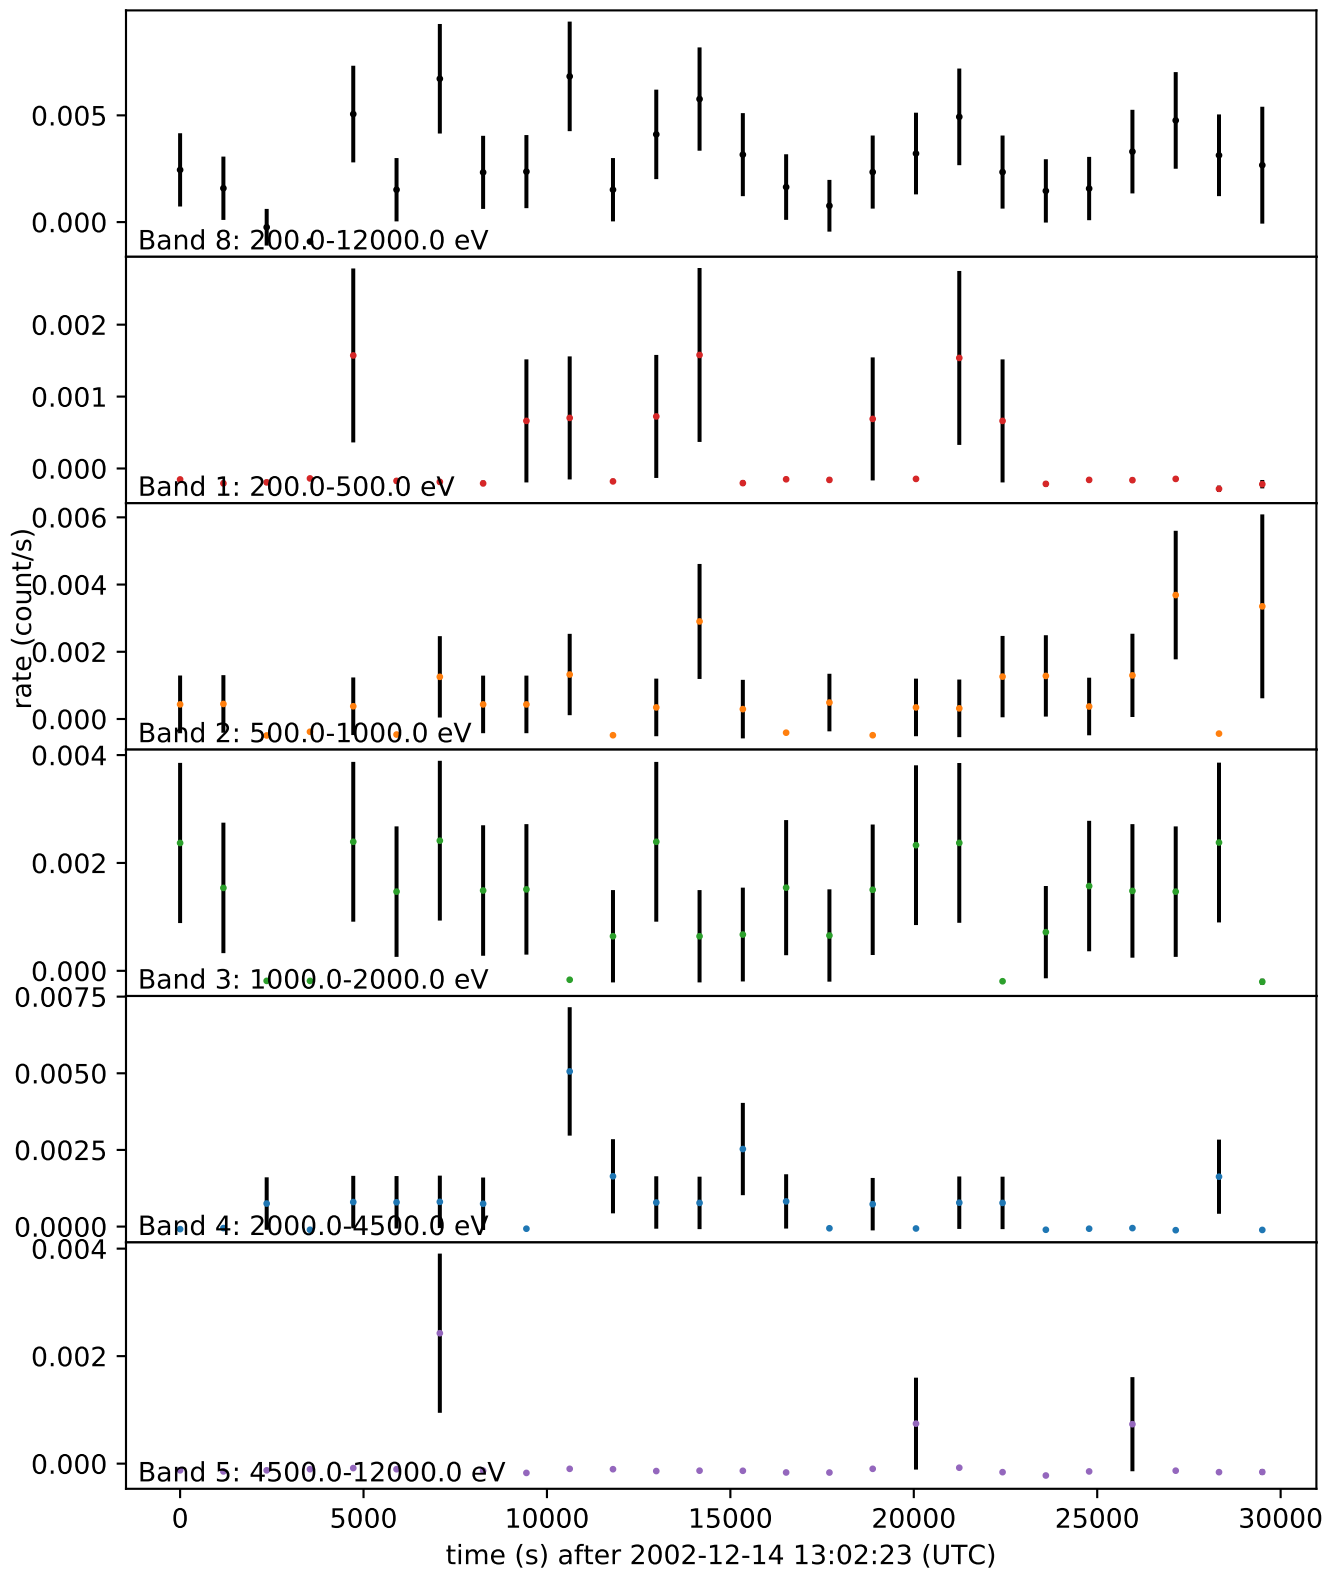 0.005
0.000
Band 8: 200.0-12000.0 eV
0.002
0.001
0.000
Band 1: 200.0-500.0 eV
rate (count/s)
0.006
0.004
0.002
0.000
Band 2: 500.0-1000.0 eV
0.004
0.002
0.000
Band 3: 1000.0-2000.0 eV
0.0075
0.0050
0.0025
0.0000
Band 4: 2000.0-4500.0 eV
0.004
0.002
0.000
Band 5: 4500.0-12000.0 eV
0 5000 10000 15000 20000 25000 30000
time (s) after 2002-12-14 13:02:23 (UTC)